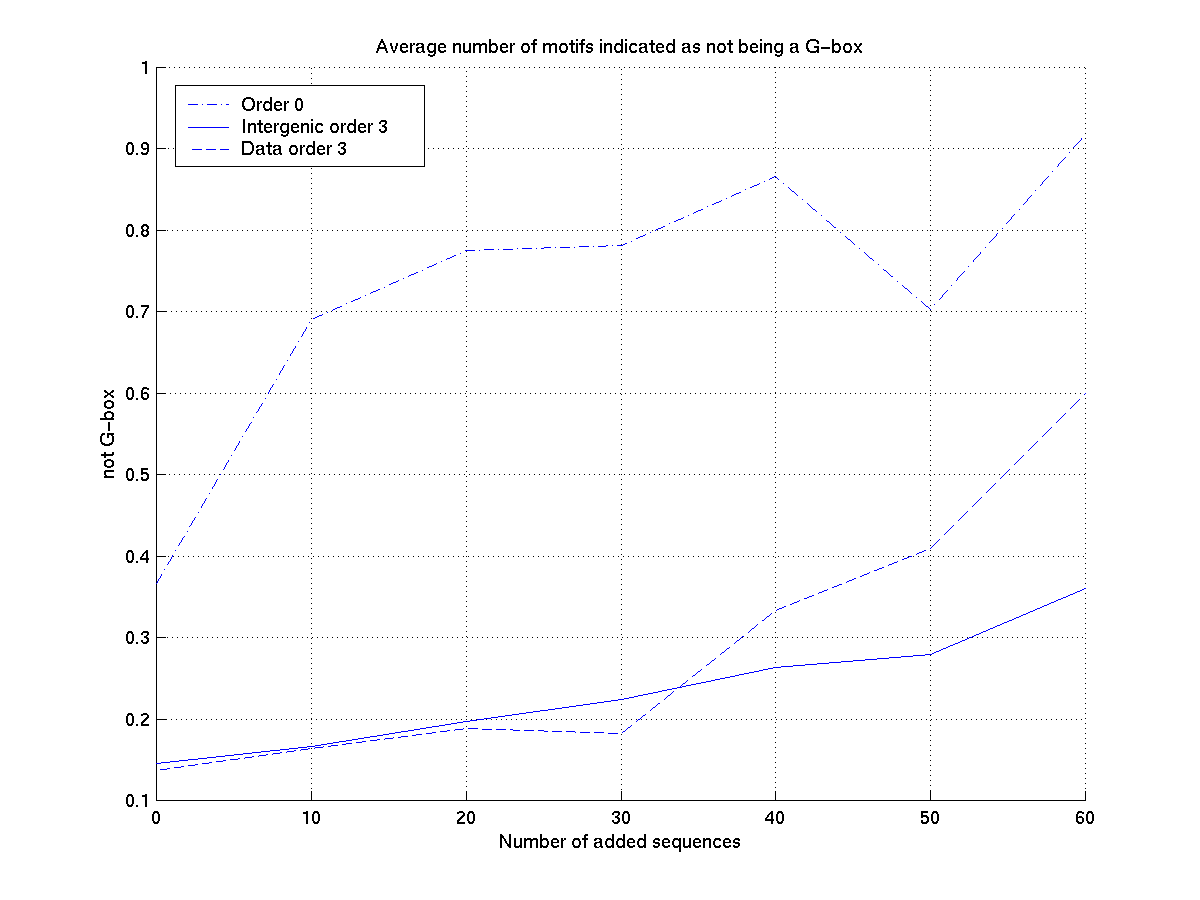 Average number of motifs indicated as not being a G-box
1
Order 0
Intergenic order 3
Data order 3
0.9
0.8
0.7
0.6
0.5
0.4
0.3
0.2
0.1
not G-box
0 10 20 30 40 50 60
Number of added sequences